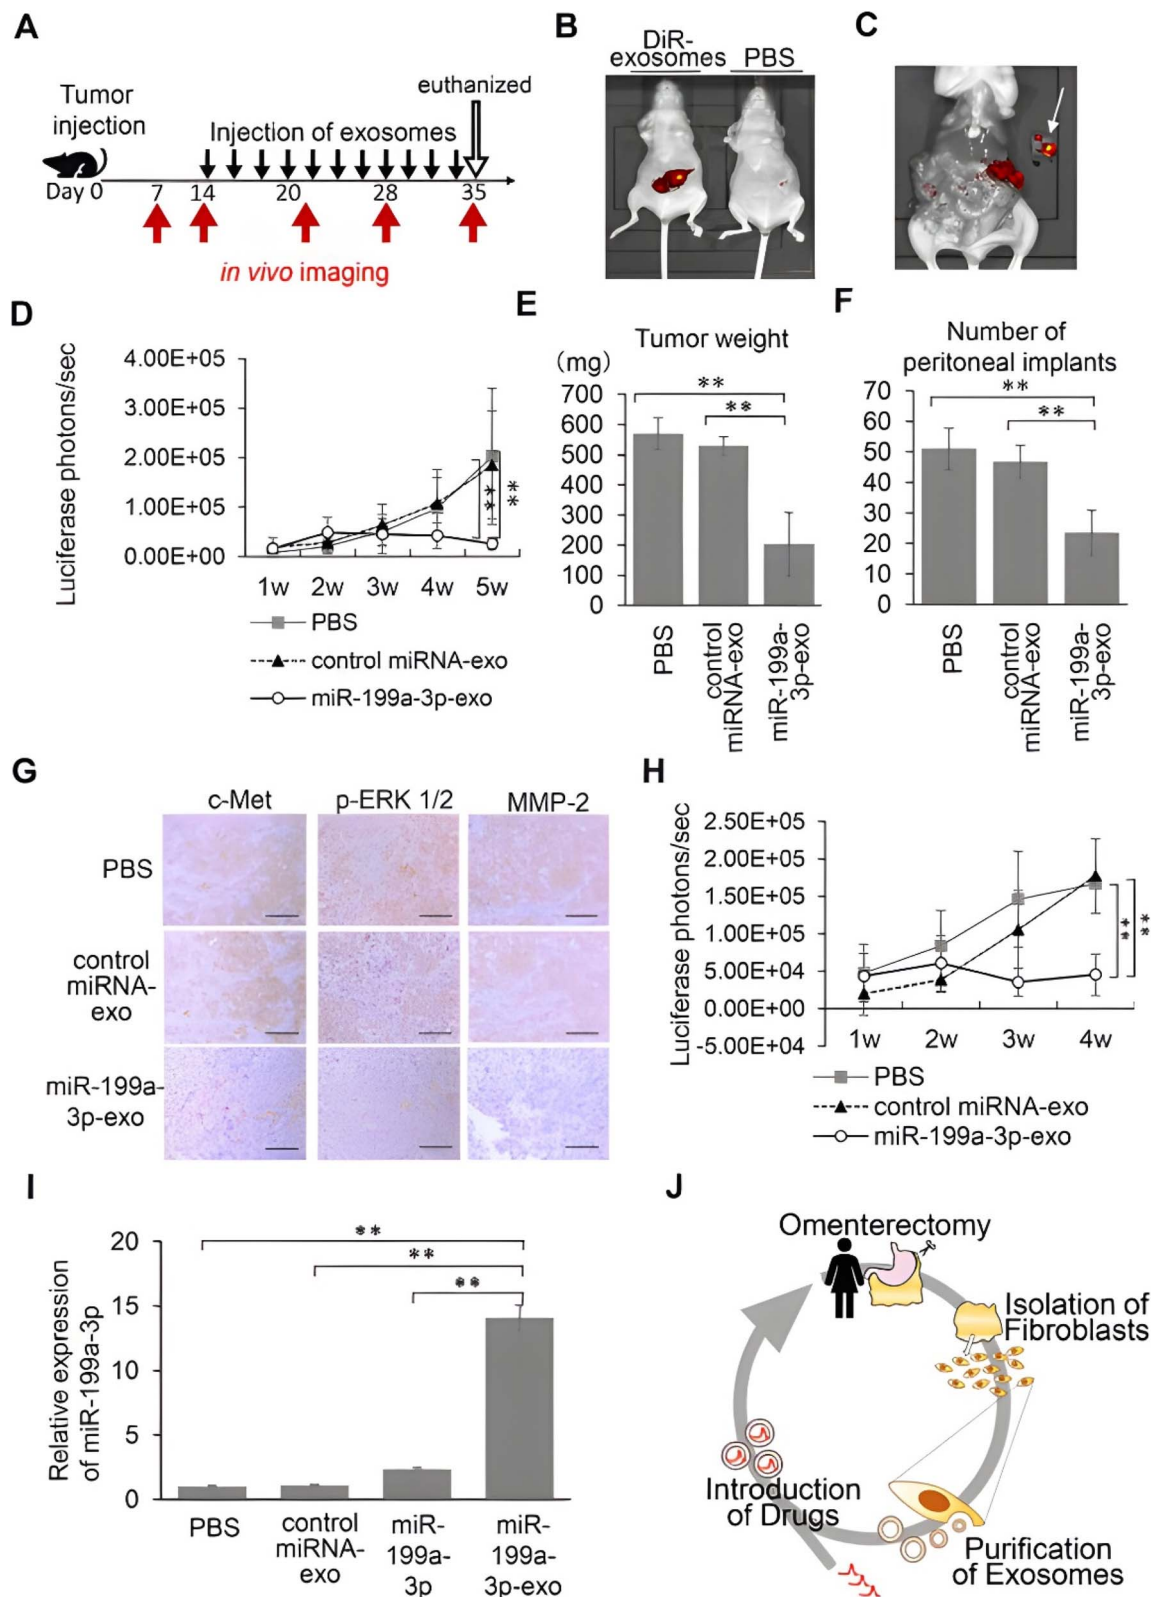 A
Tumor
injection
Injection of exosomes
euthanized
Day 0
7
14
20
28
35
in vivo imaging
B
DiR-
exosomes
PBS
C
D
Luciferase photons/sec
4.00E+05
3.00E+05
2.00E+05
1.00E+05
0.00E+00
**
**
1w
2w
3w
4w
5w
PBS
control miRNA-exo
miR-199a-3p-exo
E
Tumor weight
(mg)
700
600
500
400
300
200
100
0
**
**
PBS
control
miRNA-exo
miR-199a-
3p-exo
F
Number of
peritoneal implants
70
60
50
40
30
20
10
0
**
**
PBS
control
miRNA-exo
miR-199a-
3p-exo
G
c-Met
p-ERK 1/2
MMP-2
PBS
control
miRNA-
exo
miR-199a-
3p-exo
H
Luciferase photons/sec
2.50E+05
2.00E+05
1.50E+05
1.00E+05
5.00E+04
0.00E+00
-5.00E+04
**
**
1w
2w
3w
4w
PBS
control miRNA-exo
miR-199a-3p-exo
I
Relative expression
of miR-199a-3p
20
15
10
5
0
**
**
**
PBS
control
miRNA-
exo
miR-
199a-
3p
miR-
199a-
3p-exo
J
Omenterectomy
Isolation of
Fibroblasts
Purification
of Exosomes
Introduction
of Drugs